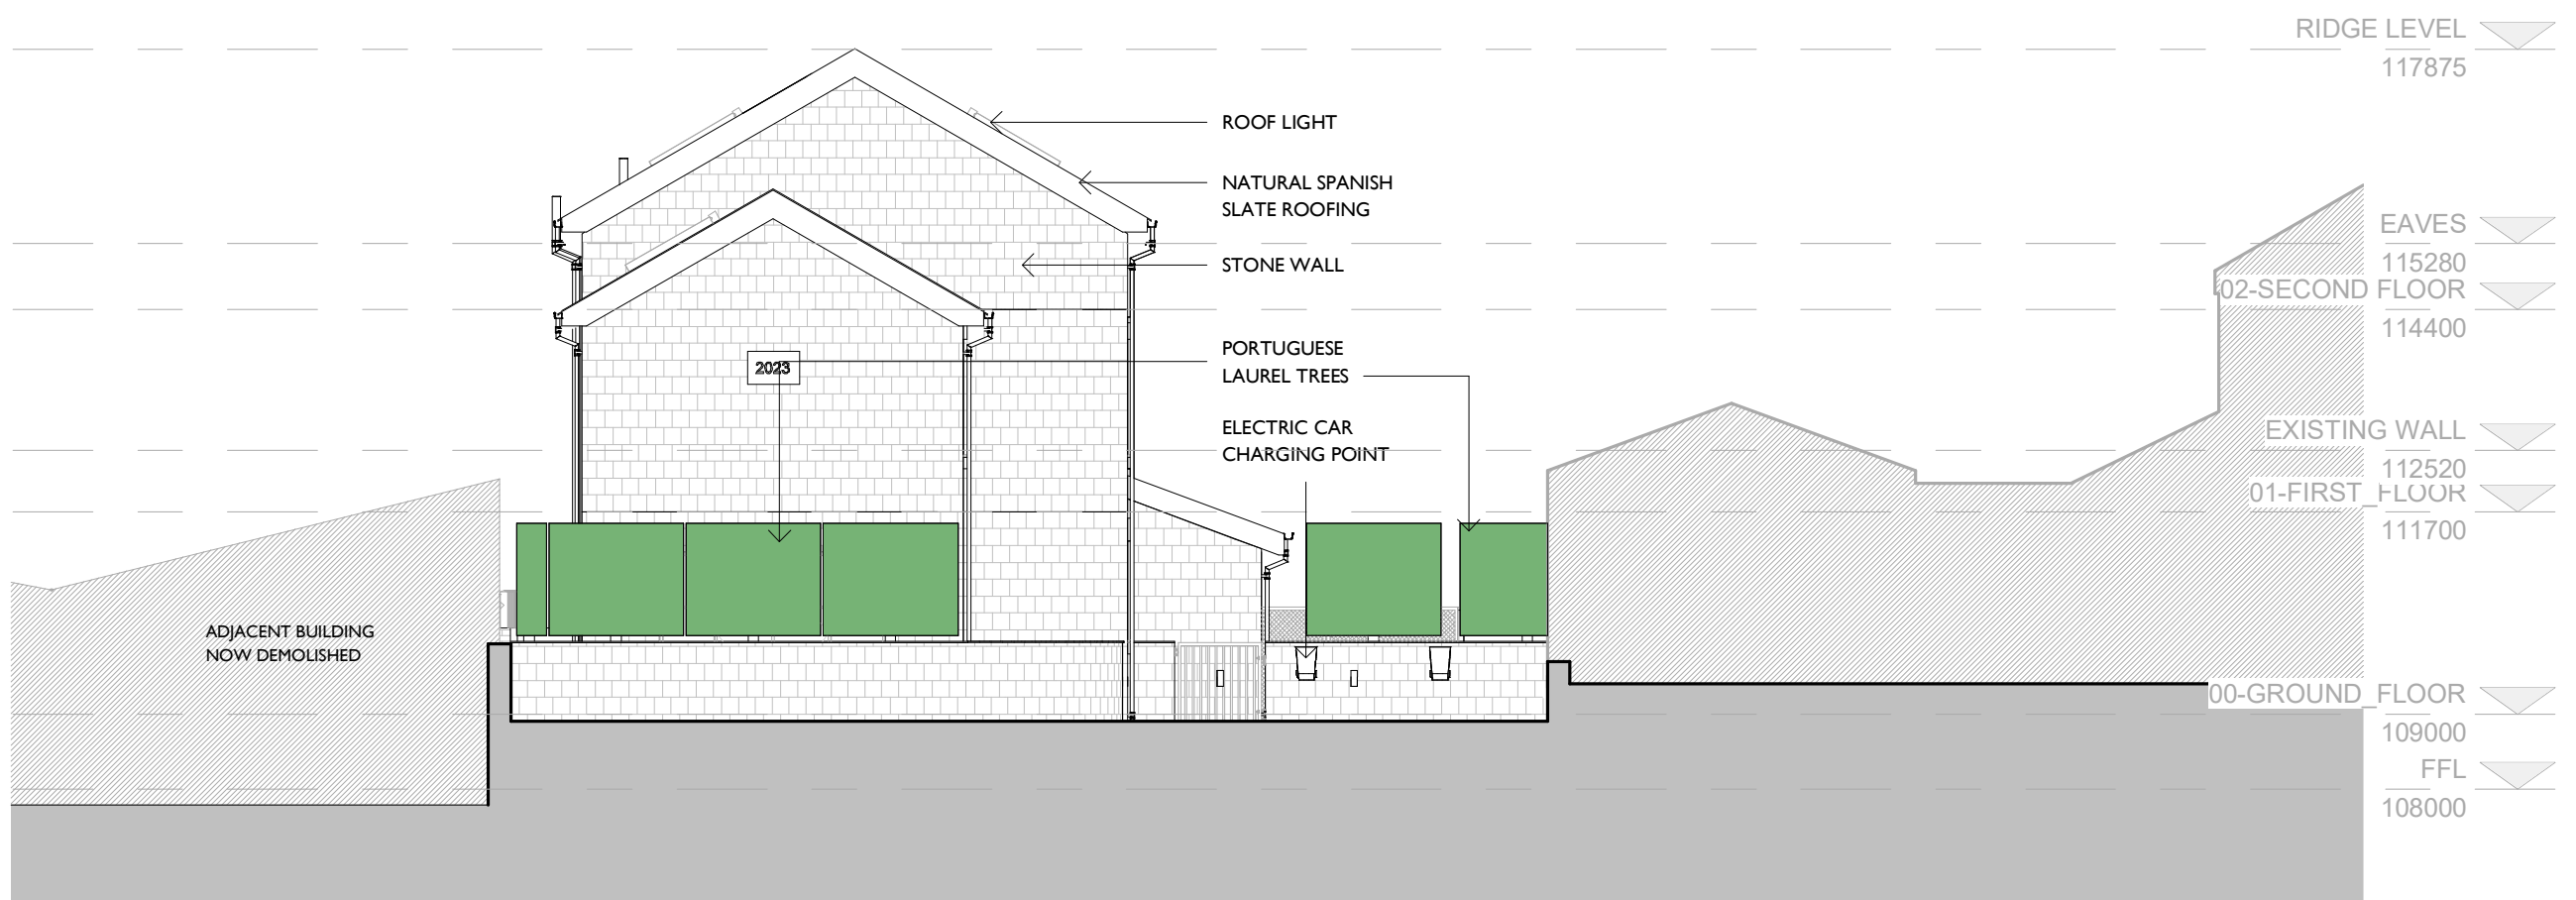 RIDGE LEVEL
117875
ROOF LIGHT
NATURAL SPANISH
SLATE ROOFING
EAVES
115280
STONE WALL
02-SECOND FLOOR
114400
PORTUGUESE
LAUREL TREES
2023
ELECTRIC CAR
CHARGING POINT
EXISTING WALL
112520
01-FIRST_FLOOR
111700
ADJACENT BUILDING
NOW DEMOLISHED
00-GROUND_FLOOR
109000
FFL
108000